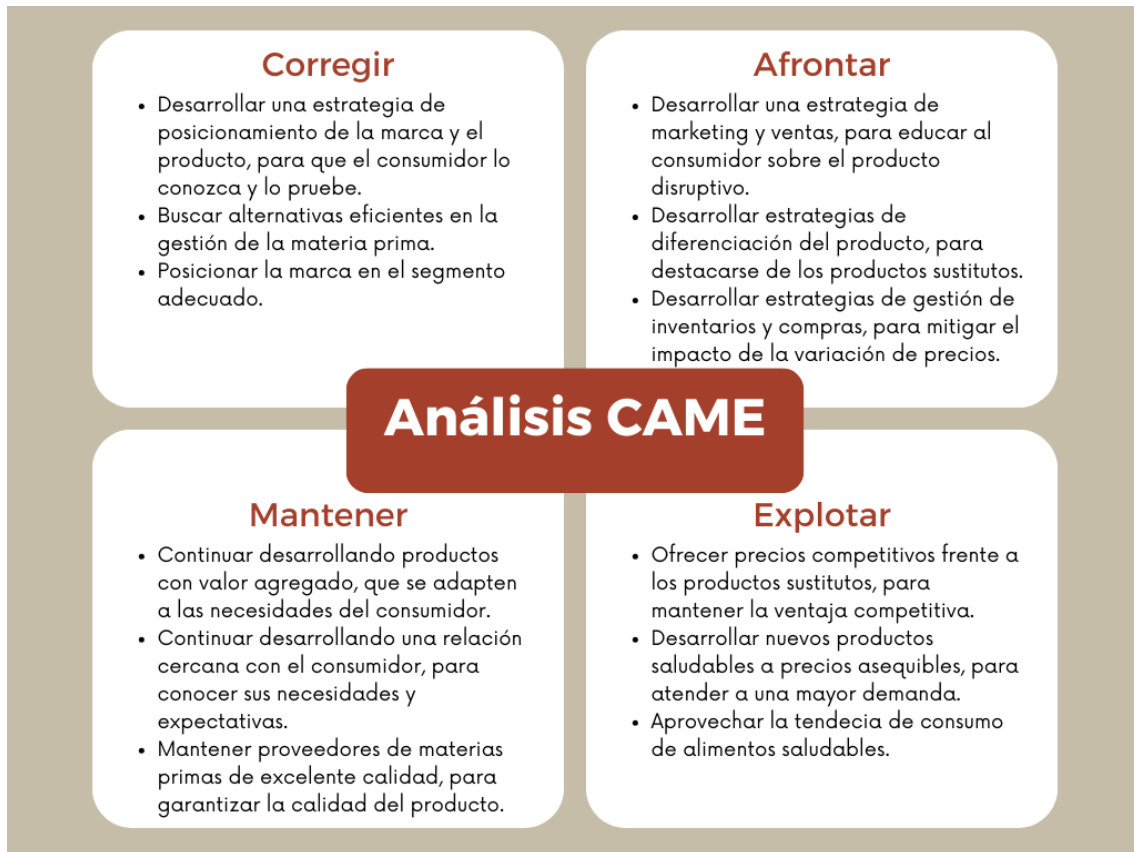 Corregir
• Desarrollar una estrategia de
posicionamiento de la marca y el
producto, para que el consumidor lo
conozca y lo pruebe.
• Buscar alternativas eficientes en la
gestión de la materia prima.
• Posicionar la marca en el segmento
adecuado.
Afrontar
• Desarrollar una estrategia de
marketing y ventas, para educar al
consumidor sobre el producto
disruptivo.
• Desarrollar estrategias de
diferenciación del producto, para
destacarse de los productos sustitutos.
• Desarrollar estrategias de gestión de
inventarios y compras, para mitigar el
impacto de la variación de precios.
Análisis CAME
Mantener
• Continuar desarrollando productos
con valor agregado, que se adapten
a las necesidades del consumidor.
• Continuar desarrollando una relación
cercana con el consumidor, para
conocer sus necesidades y
expectativas.
• Mantener proveedores de materias
primas de excelente calidad, para
garantizar la calidad del producto.
Explotar
• Ofrecer precios competitivos frente a
los productos sustitutos, para
mantener la ventaja competitiva.
• Desarrollar nuevos productos
saludables a precios asequibles, para
atender a una mayor demanda.
• Aprovechar la tendecia de consumo
de alimentos saludables.